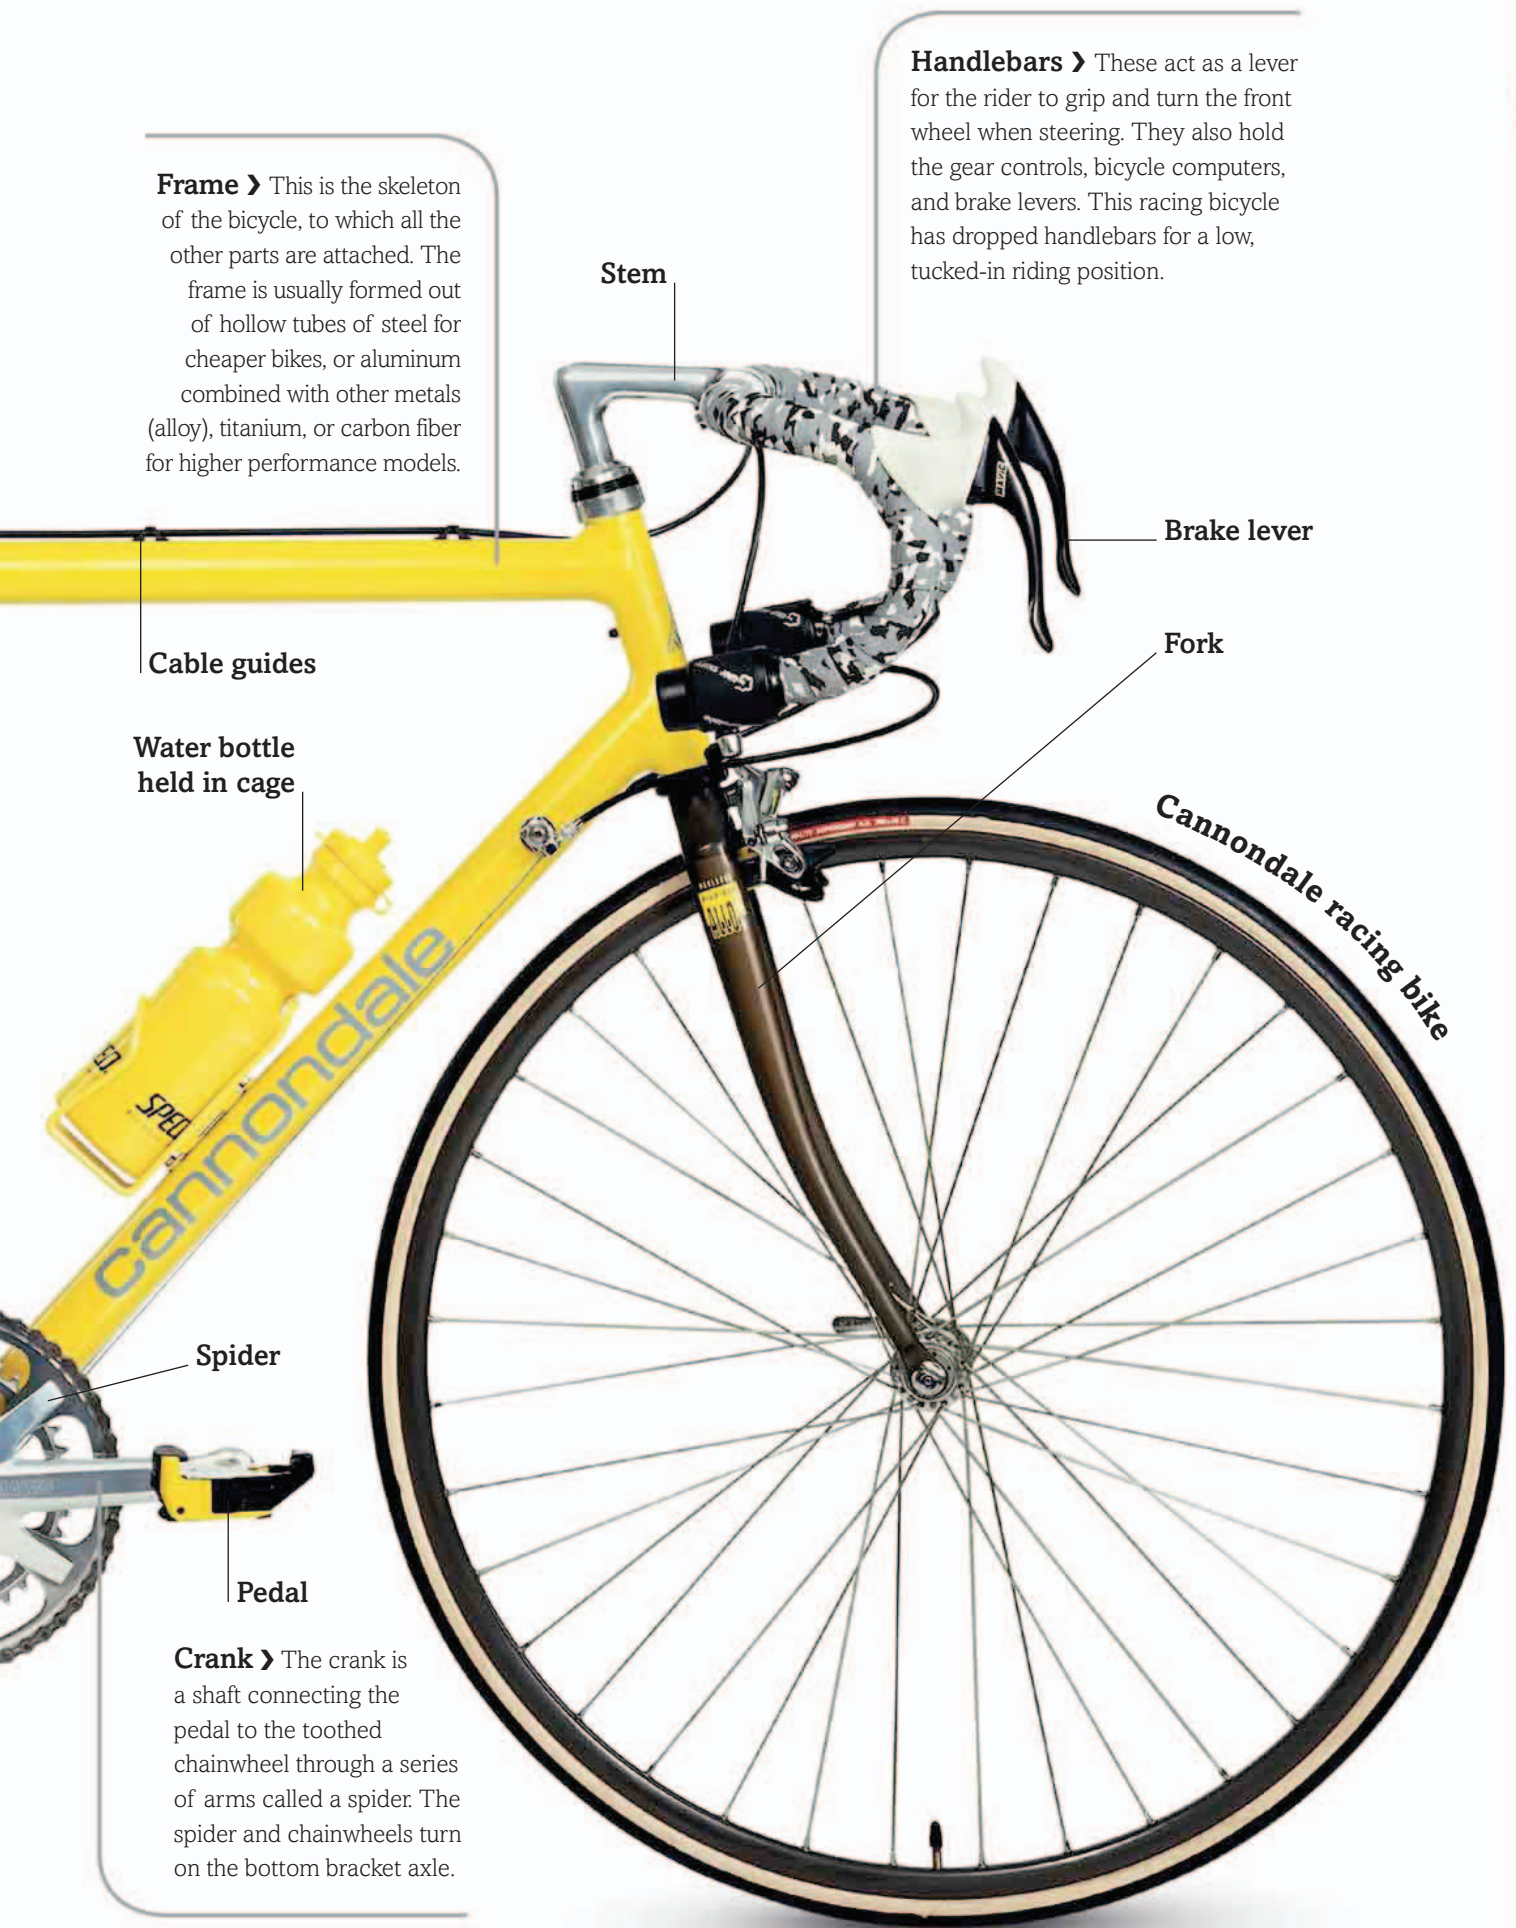 Handlebars ❯ These act as a lever
for the rider to grip and turn the front
wheel when steering. They also hold
the gear controls, bicycle computers,
and brake levers. This racing bicycle
has dropped handlebars for a low,
tucked-in riding position.
Frame ❯ This is the skeleton
of the bicycle, to which all the
other parts are attached. The
frame is usually formed out
of hollow tubes of steel for
cheaper bikes, or aluminum
combined with other metals
(alloy), titanium, or carbon fiber
for higher performance models.
Stem
MAVIC
Brake lever
Fork
Cable guides
Water bottle
held in cage
Cannondale racing bike
SPEC
cannondale
Spider
Pedal
Crank ❯ The crank is
a shaft connecting the
pedal to the toothed
chainwheel through a series
of arms called a spider. The
spider and chainwheels turn
on the bottom bracket axle.